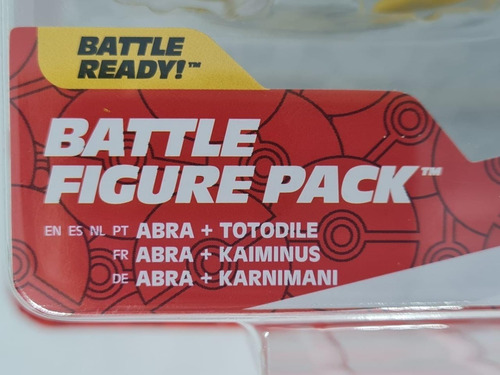 BATTLE
READY!™
BATTLE
FIGURE PACK™
EN ES NL PT ABRA + TOTODILE
FR ABRA + KAIMINUS
DE ABRA + KARNIMANI